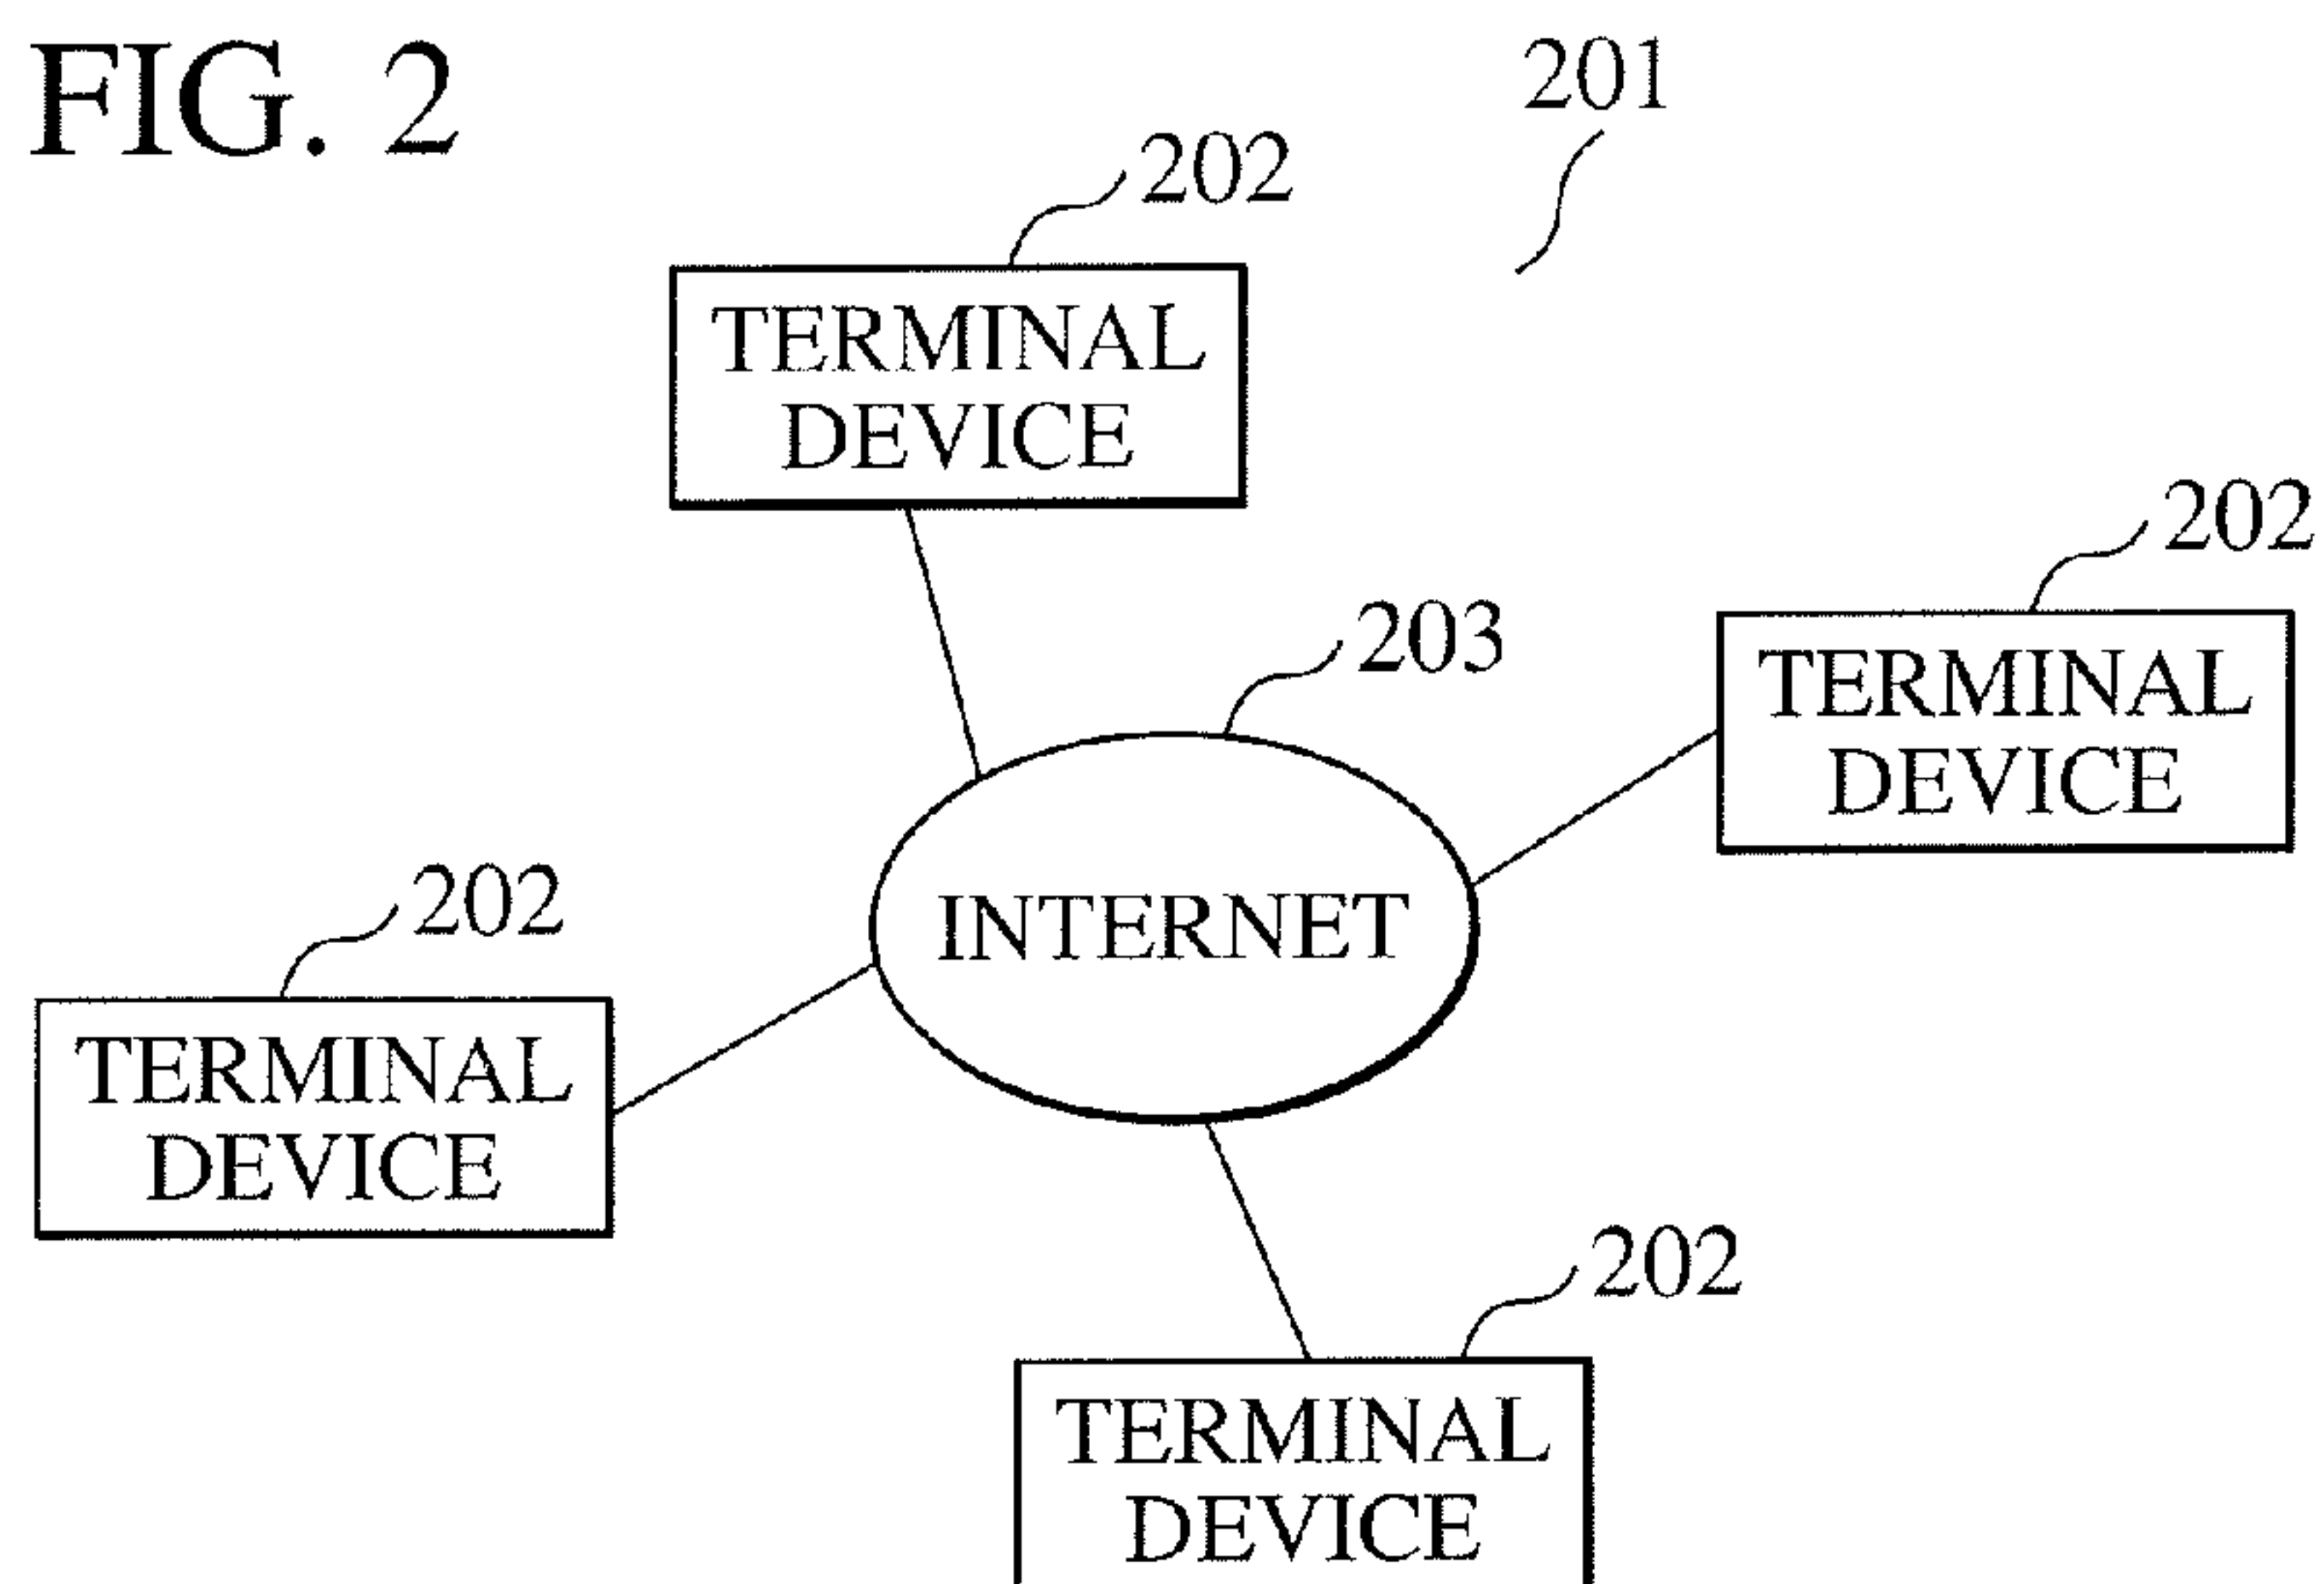 FIG. 2
201
202
TERMINAL
DEVICE
202
TERMINAL
DEVICE
203
INTERNET
202
TERMINAL
DEVICE
202
TERMINAL
DEVICE